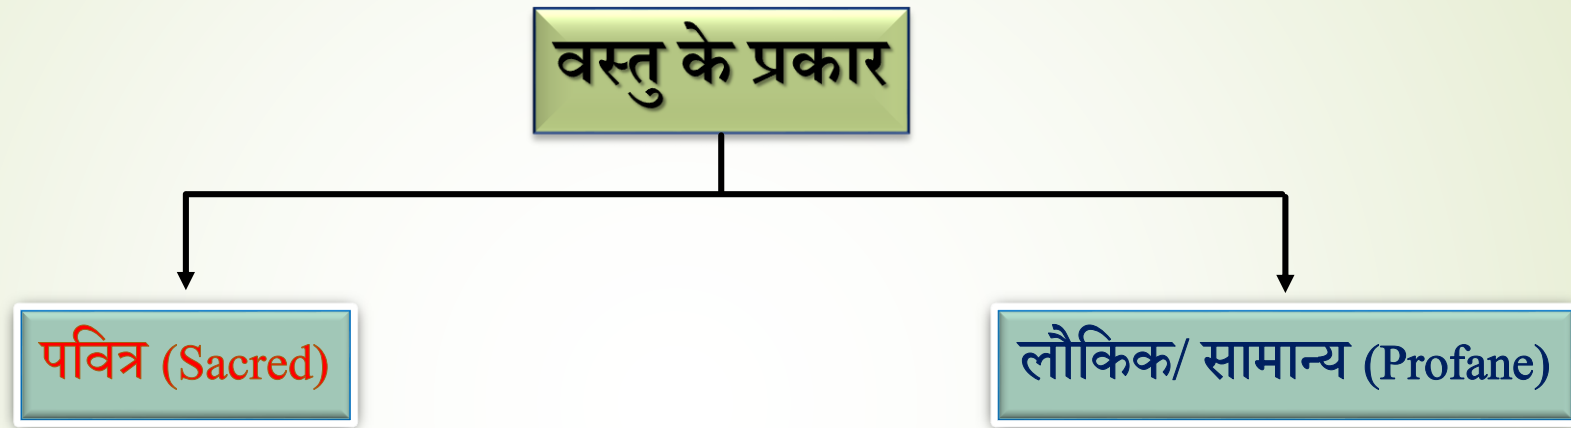 वस्तु के प्रकार
पवित्र (Sacred)
लौकिक/ सामान्य (Profane)